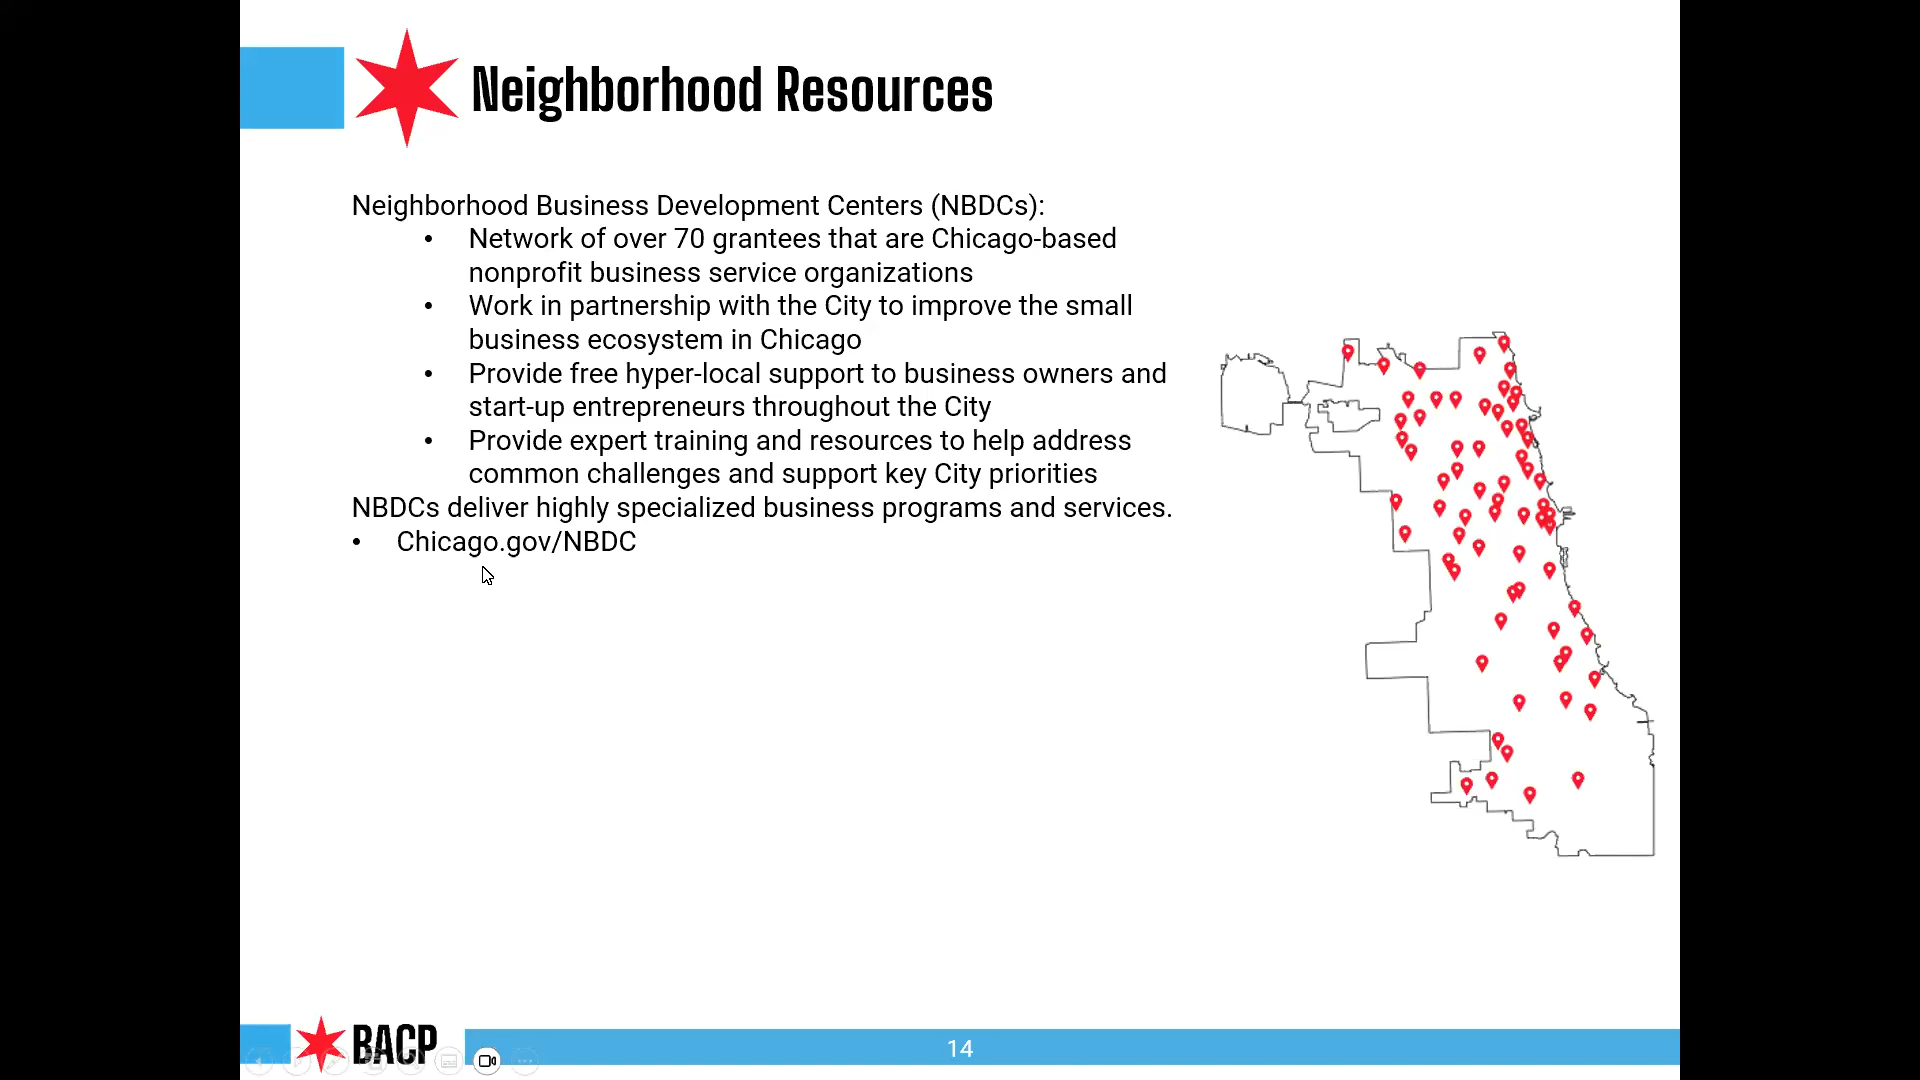 Neighborhood Resources
Neighborhood Business Development Centers (NBDCs):
• Network of over 70 grantees that are Chicago-based
nonprofit business service organizations
• Work in partnership with the City to improve the small
business ecosystem in Chicago
• Provide free hyper-local support to business owners and
start-up entrepreneurs throughout the City
• Provide expert training and resources to help address
common challenges and support key City priorities
NBDCs deliver highly specialized business programs and services.
• Chicago.gov/NBDC
BACP
14